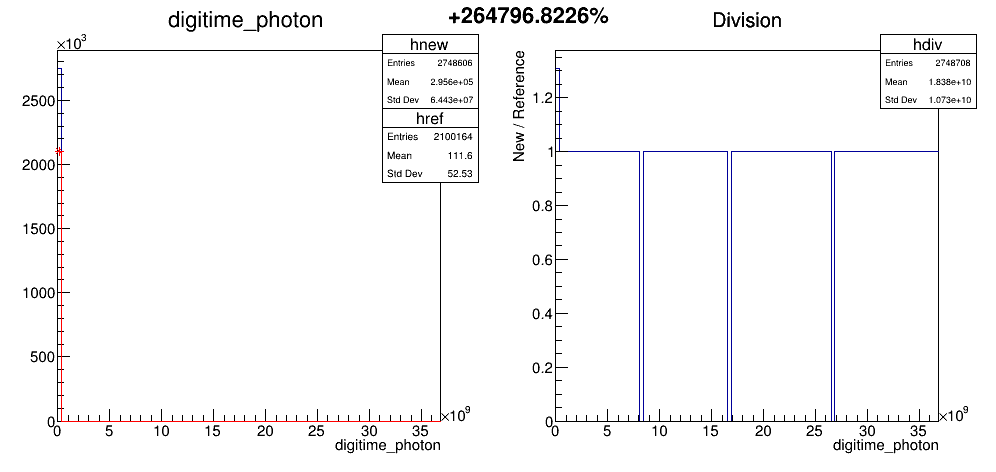 +264796.8226%
digitime_photon
×10³
hnew
Entries 2748606
Mean 2.956e+05
Std Dev 6.443e+07
href
Entries 2100164
Mean 111.6
Std Dev 52.53
2500
2000
1500
1000
500
0
0 5 10 15 20 25 30 35
×10⁹
digitime_photon
Division
hdiv
Entries 2748708
Mean 1.838e+10
Std Dev 1.073e+10
New / Reference
1.2
1
0.8
0.6
0.4
0.2
0
0 5 10 15 20 25 30 35
×10⁹
digitime_photon